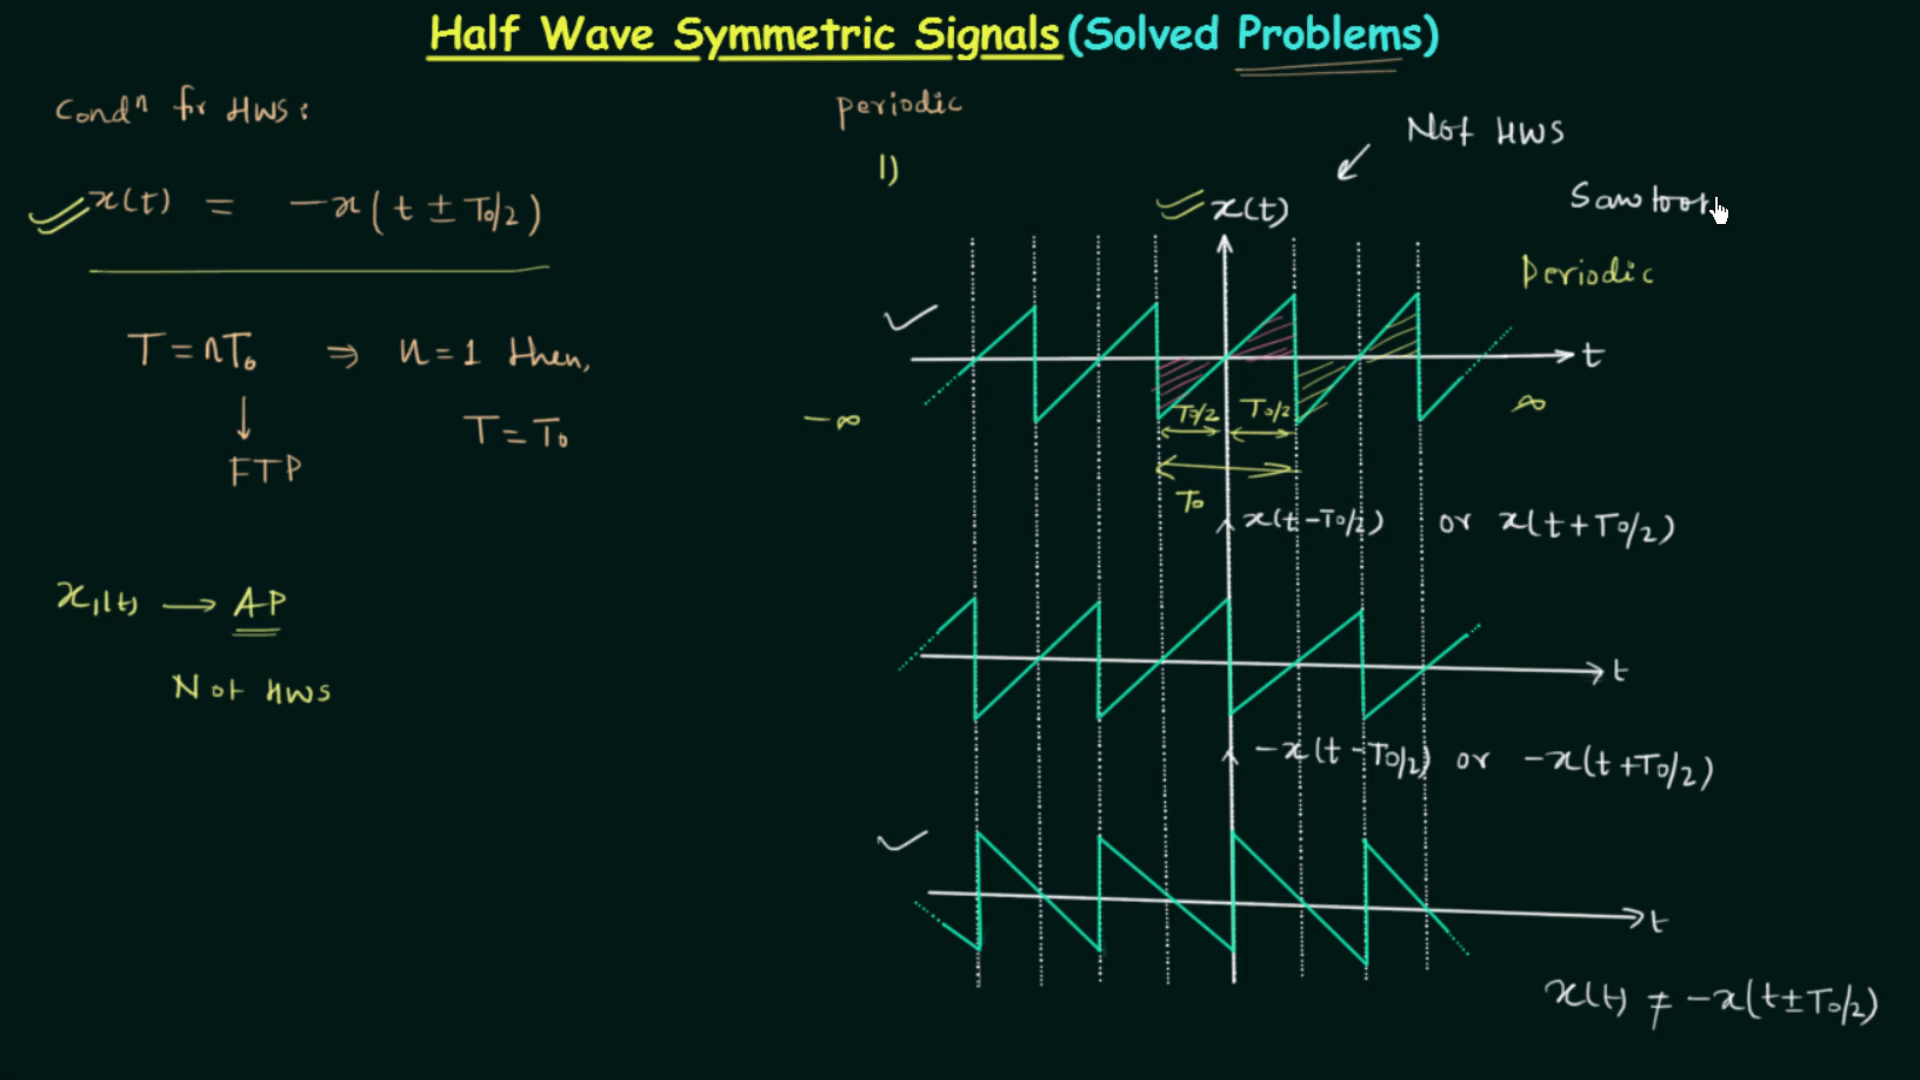 Half Wave Symmetric Signals (Solved Problems)
Condⁿ for HWS:
x(t) = -x(t ± T₀/2)
T = nT₀ ⇒ n = 1 then,
T = T₀
FTP
x₁(t) → AP
Not HWS
periodic
1)
Not HWS
x(t)
Sawtoot
Periodic
t
-∞
∞
T₀/2 T₀/2
T₀
x(t - T₀/2) or x(t + T₀/2)
t
-x(t - T₀/2) or -x(t + T₀/2)
t
x(t) ≠ -x(t ± T₀/2)